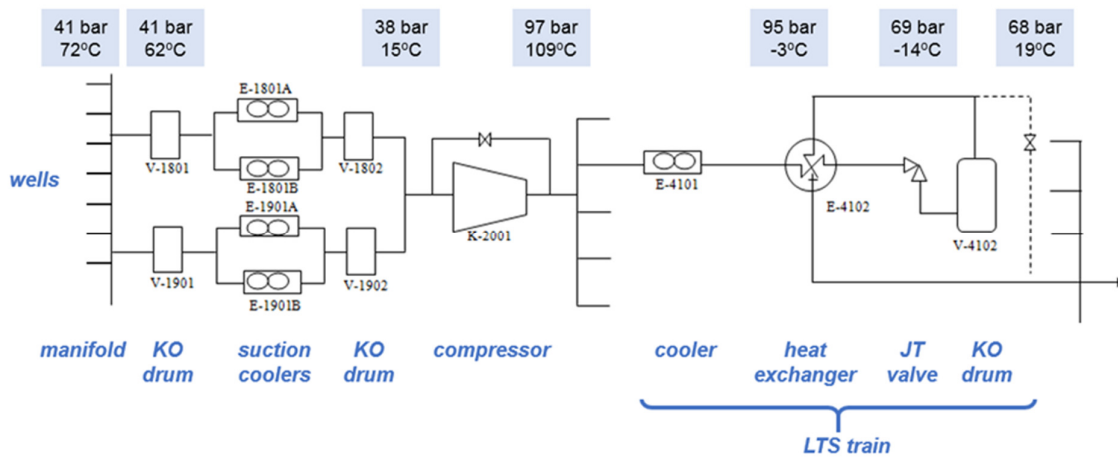 41 bar
72°C
41 bar
62°C
38 bar
15°C
97 bar
109°C
95 bar
-3°C
69 bar
-14°C
68 bar
19°C
E-1801A
V-1801
V-1802
E-1801B
wells
E-1901A
V-1901
V-1902
E-1901B
K-2001
E-4101
E-4102
V-4102
manifold
KO
drum
suction
coolers
KO
drum
compressor
cooler
heat
exchanger
JT
valve
KO
drum
LTS train